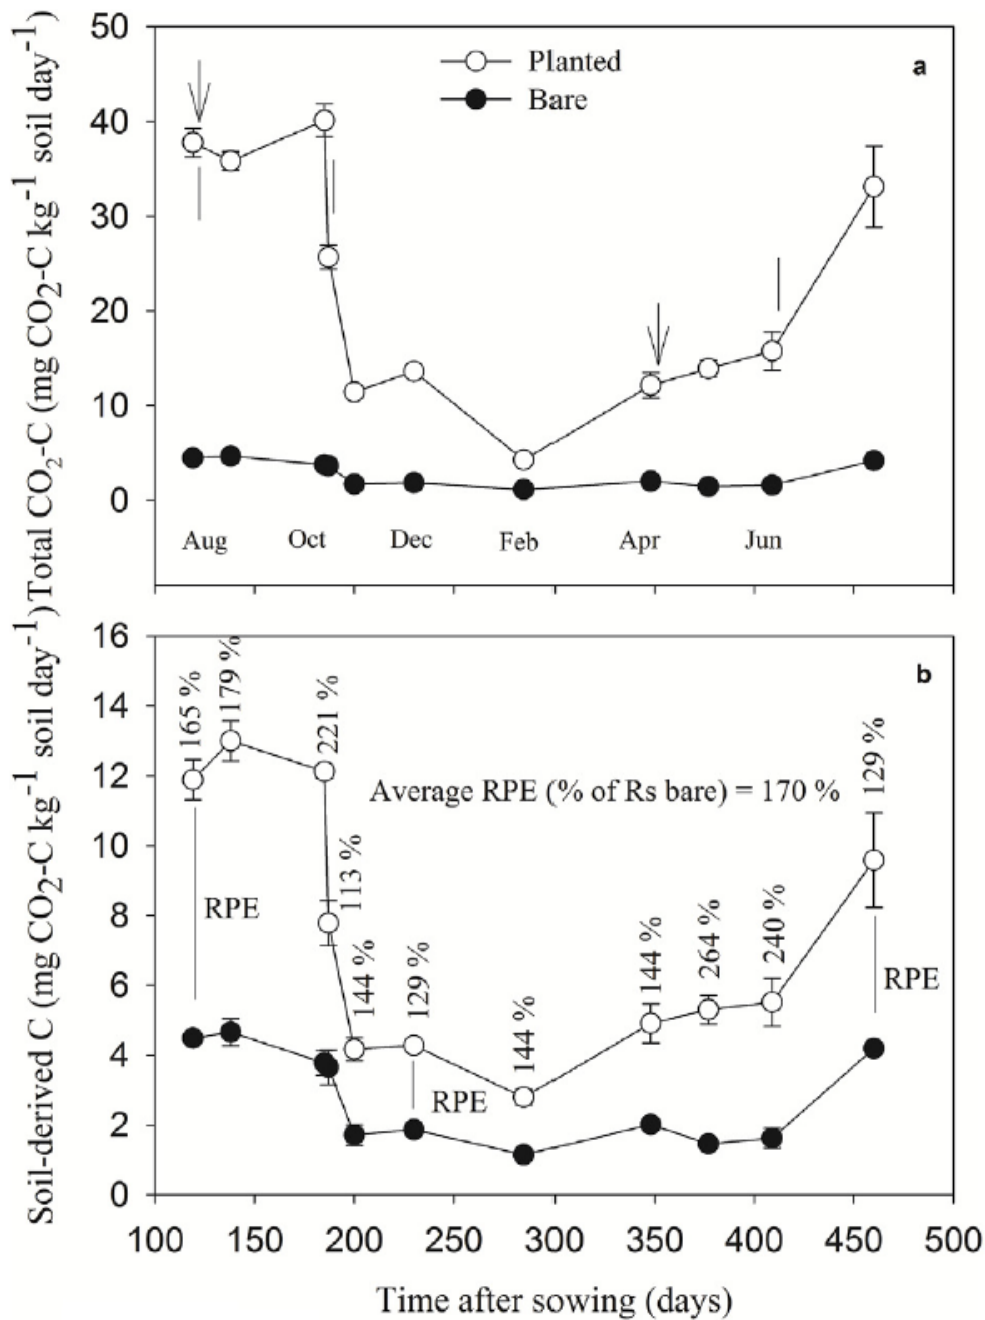 Total CO2-C (mg CO2-C kg-1 soil day-1)
50
40
30
20
10
0
Planted
Bare
a
Aug Oct Dec Feb Apr Jun
Soil-derived C (mg CO2-C kg-1 soil day-1)
16
14
12
10
8
6
4
2
0
b
165 %
179 %
221 %
113 %
144 %
129 %
144 %
144 %
264 %
240 %
129 %
Average RPE (% of Rs bare) = 170 %
RPE
RPE
RPE
100 150 200 250 300 350 400 450 500
Time after sowing (days)